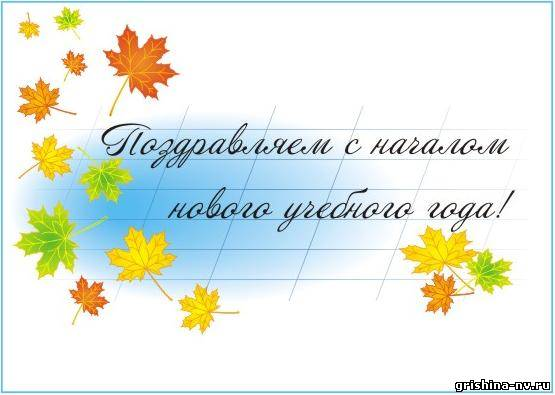 Поздравляем с началом
нового учебного года!
grishina-nv.ru